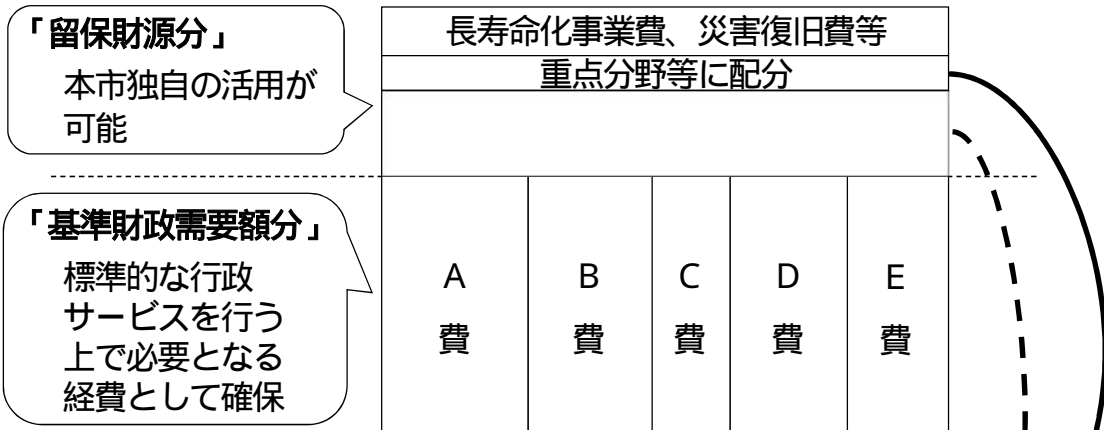 「留保財源分」
本市独自の活用が
可能
長寿命化事業費、災害復旧費等
重点分野等に配分
「基準財政需要額分」
標準的な行政
サービスを行う
上で必要となる
経費として確保
A
費
B
費
C
費
D
費
E
費